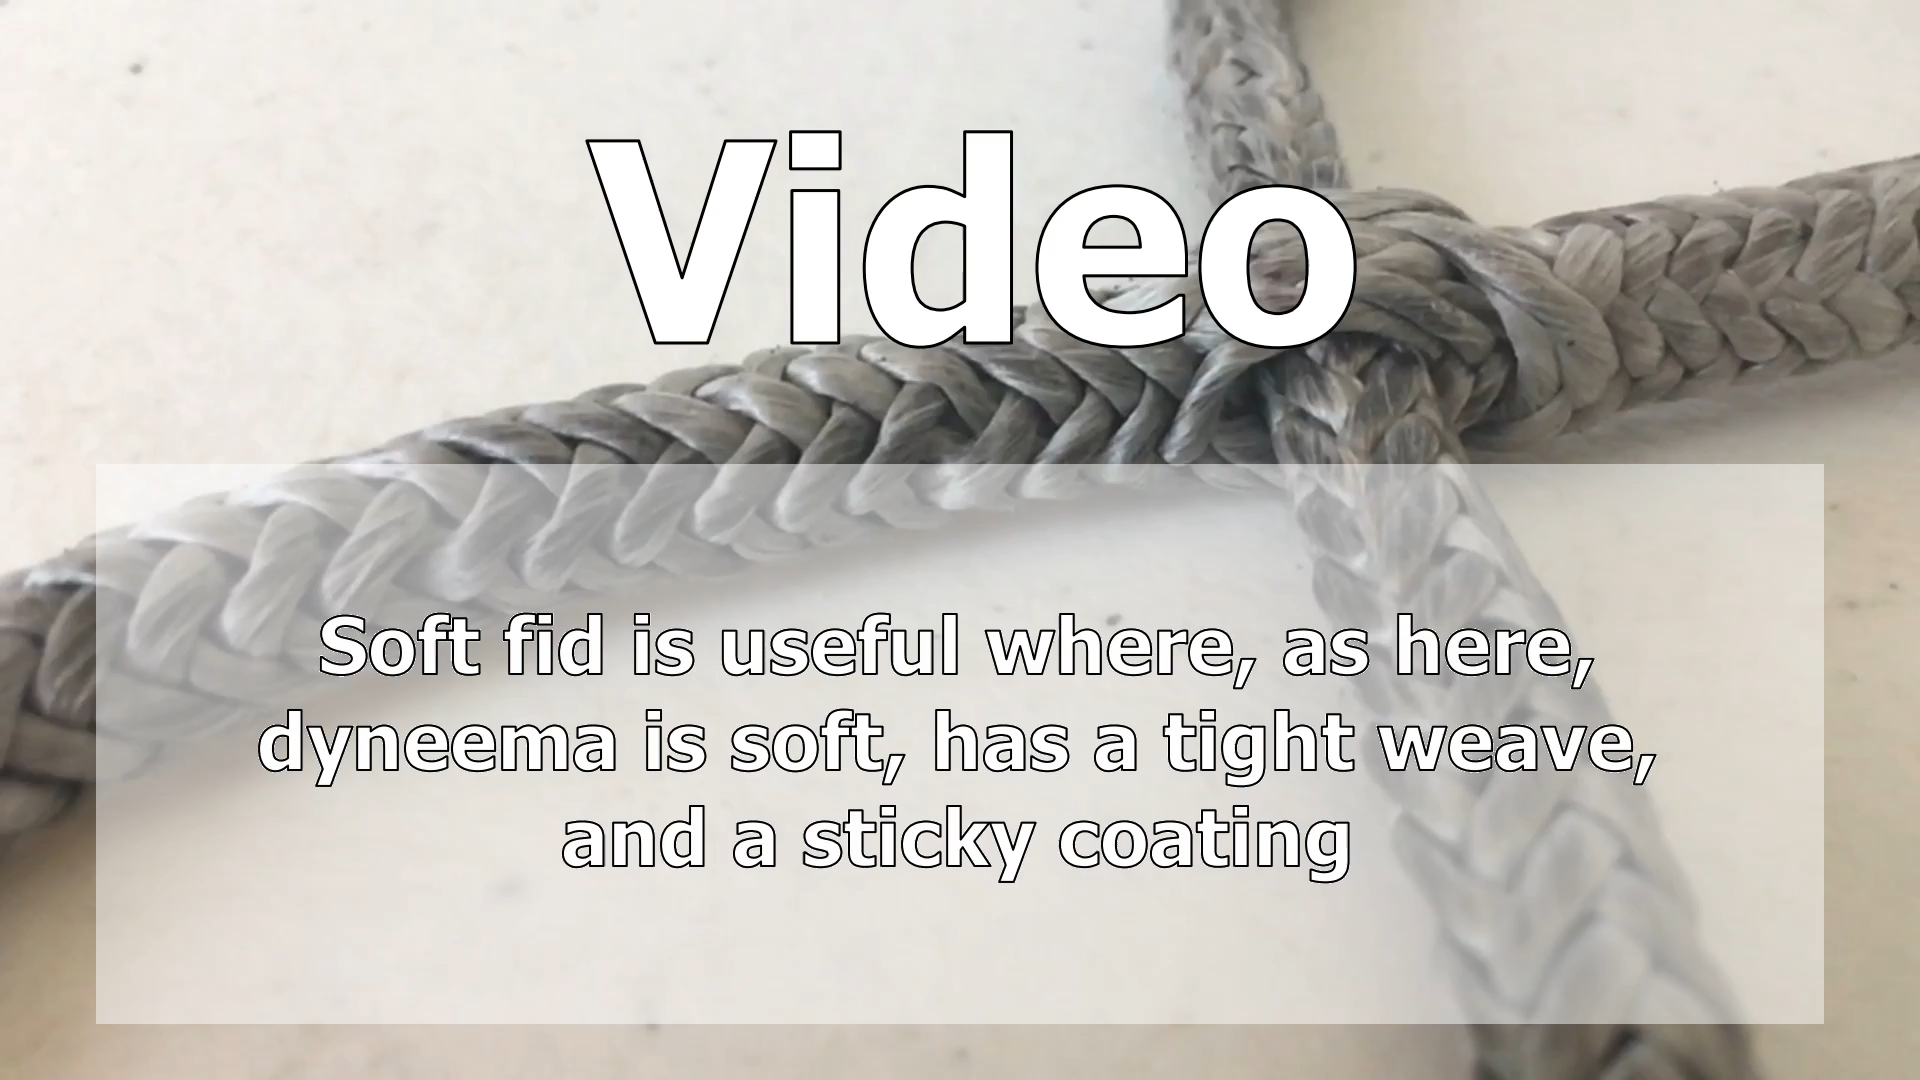 Video
Soft fid is useful where, as here,
dyneema is soft, has a tight weave,
and a sticky coating